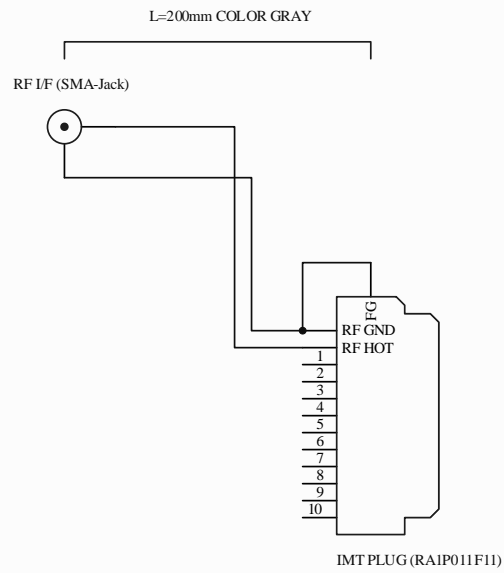 L=200mm COLOR GRAY
RF I/F (SMA-Jack)
FG
RF GND
RF HOT
1
2
3
4
5
6
7
8
9
10
IMT PLUG (RA1P011F11)